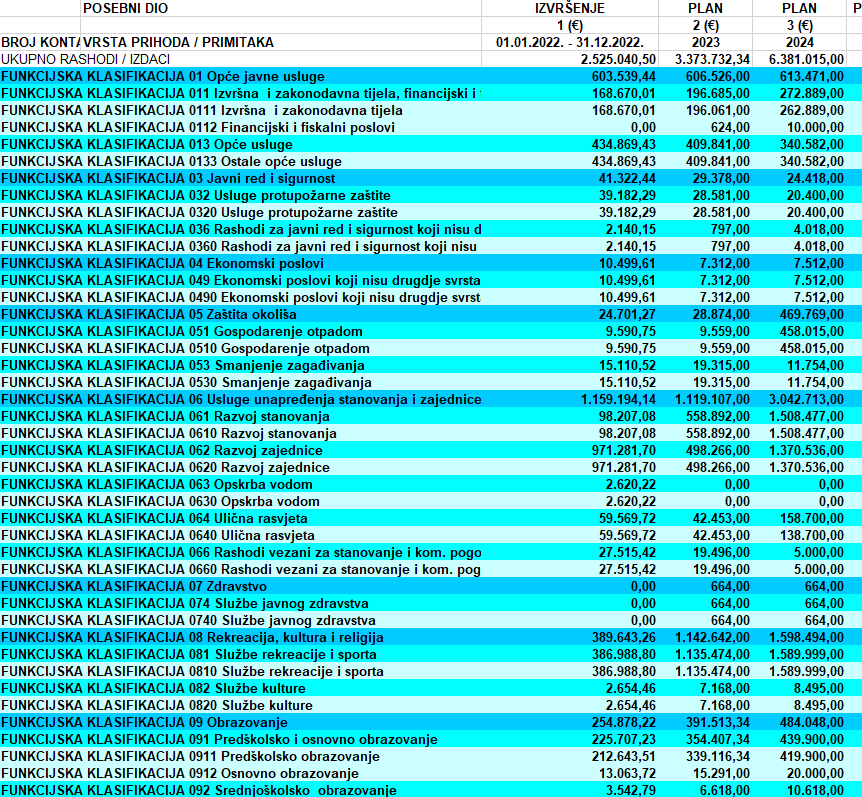 POSEBNI DIO IZVRŠENJE PLAN PLAN P
1 (€) 2 (€) 3 (€)
BROJ KONTA VRSTA PRIHODA / PRIMITAKA 01.01.2022. - 31.12.2022. 2023 2024
UKUPNO RASHODI / IZDACI 2.525.040,50 3.373.732,34 6.381.015,00
FUNKCIJSKA KLASIFIKACIJA 01 Opće javne usluge 603.539,44 606.526,00 613.471,00
FUNKCIJSKA KLASIFIKACIJA 011 Izvršna i zakonodavna tijela, financijski i 168.670,01 196.685,00 272.889,00
FUNKCIJSKA KLASIFIKACIJA 0111 Izvršna i zakonodavna tijela 168.670,01 196.061,00 262.889,00
FUNKCIJSKA KLASIFIKACIJA 0112 Financijski i fiskalni poslovi 0,00 624,00 10.000,00
FUNKCIJSKA KLASIFIKACIJA 013 Opće usluge 434.869,43 409.841,00 340.582,00
FUNKCIJSKA KLASIFIKACIJA 0133 Ostale opće usluge 434.869,43 409.841,00 340.582,00
FUNKCIJSKA KLASIFIKACIJA 03 Javni red i sigurnost 41.322,44 29.378,00 24.418,00
FUNKCIJSKA KLASIFIKACIJA 032 Usluge protupožarne zaštite 39.182,29 28.581,00 20.400,00
FUNKCIJSKA KLASIFIKACIJA 0320 Usluge protupožarne zaštite 39.182,29 28.581,00 20.400,00
FUNKCIJSKA KLASIFIKACIJA 036 Rashodi za javni red i sigurnost koji nisu d 2.140,15 797,00 4.018,00
FUNKCIJSKA KLASIFIKACIJA 0360 Rashodi za javni red i sigurnost koji nisu 2.140,15 797,00 4.018,00
FUNKCIJSKA KLASIFIKACIJA 04 Ekonomski poslovi 10.499,61 7.312,00 7.512,00
FUNKCIJSKA KLASIFIKACIJA 049 Ekonomski poslovi koji nisu drugdje svrsta 10.499,61 7.312,00 7.512,00
FUNKCIJSKA KLASIFIKACIJA 0490 Ekonomski poslovi koji nisu drugdje svrst 10.499,61 7.312,00 7.512,00
FUNKCIJSKA KLASIFIKACIJA 05 Zaštita okoliša 24.701,27 28.874,00 469.769,00
FUNKCIJSKA KLASIFIKACIJA 051 Gospodarenje otpadom 9.590,75 9.559,00 458.015,00
FUNKCIJSKA KLASIFIKACIJA 0510 Gospodarenje otpadom 9.590,75 9.559,00 458.015,00
FUNKCIJSKA KLASIFIKACIJA 053 Smanjenje zagađivanja 15.110,52 19.315,00 11.754,00
FUNKCIJSKA KLASIFIKACIJA 0530 Smanjenje zagađivanja 15.110,52 19.315,00 11.754,00
FUNKCIJSKA KLASIFIKACIJA 06 Usluge unapređenja stanovanja i zajednice 1.159.194,14 1.119.107,00 3.042.713,00
FUNKCIJSKA KLASIFIKACIJA 061 Razvoj stanovanja 98.207,08 558.892,00 1.508.477,00
FUNKCIJSKA KLASIFIKACIJA 0610 Razvoj stanovanja 98.207,08 558.892,00 1.508.477,00
FUNKCIJSKA KLASIFIKACIJA 062 Razvoj zajednice 971.281,70 498.266,00 1.370.536,00
FUNKCIJSKA KLASIFIKACIJA 0620 Razvoj zajednice 971.281,70 498.266,00 1.370.536,00
FUNKCIJSKA KLASIFIKACIJA 063 Opskrba vodom 2.620,22 0,00 0,00
FUNKCIJSKA KLASIFIKACIJA 0630 Opskrba vodom 2.620,22 0,00 0,00
FUNKCIJSKA KLASIFIKACIJA 064 Ulična rasvjeta 59.569,72 42.453,00 158.700,00
FUNKCIJSKA KLASIFIKACIJA 0640 Ulična rasvjeta 59.569,72 42.453,00 138.700,00
FUNKCIJSKA KLASIFIKACIJA 066 Rashodi vezani za stanovanje i kom. pogo 27.515,42 19.496,00 5.000,00
FUNKCIJSKA KLASIFIKACIJA 0660 Rashodi vezani za stanovanje i kom. pog 27.515,42 19.496,00 5.000,00
FUNKCIJSKA KLASIFIKACIJA 07 Zdravstvo 0,00 664,00 664,00
FUNKCIJSKA KLASIFIKACIJA 074 Službe javnog zdravstva 0,00 664,00 664,00
FUNKCIJSKA KLASIFIKACIJA 0740 Službe javnog zdravstva 0,00 664,00 664,00
FUNKCIJSKA KLASIFIKACIJA 08 Rekreacija, kultura i religija 389.643,26 1.142.642,00 1.598.494,00
FUNKCIJSKA KLASIFIKACIJA 081 Službe rekreacije i sporta 386.988,80 1.135.474,00 1.589.999,00
FUNKCIJSKA KLASIFIKACIJA 0810 Službe rekreacije i sporta 386.988,80 1.135.474,00 1.589.999,00
FUNKCIJSKA KLASIFIKACIJA 082 Službe kulture 2.654,46 7.168,00 8.495,00
FUNKCIJSKA KLASIFIKACIJA 0820 Službe kulture 2.654,46 7.168,00 8.495,00
FUNKCIJSKA KLASIFIKACIJA 09 Obrazovanje 254.878,22 391.513,34 484.048,00
FUNKCIJSKA KLASIFIKACIJA 091 Predškolsko i osnovno obrazovanje 225.707,23 354.407,34 439.900,00
FUNKCIJSKA KLASIFIKACIJA 0911 Predškolsko obrazovanje 212.643,51 339.116,34 419.900,00
FUNKCIJSKA KLASIFIKACIJA 0912 Osnovno obrazovanje 13.063,72 15.291,00 20.000,00
FUNKCIJSKA KLASIFIKACIJA 092 Srednjoškolsko obrazovanje 3.542,79 6.618,00 10.618,00